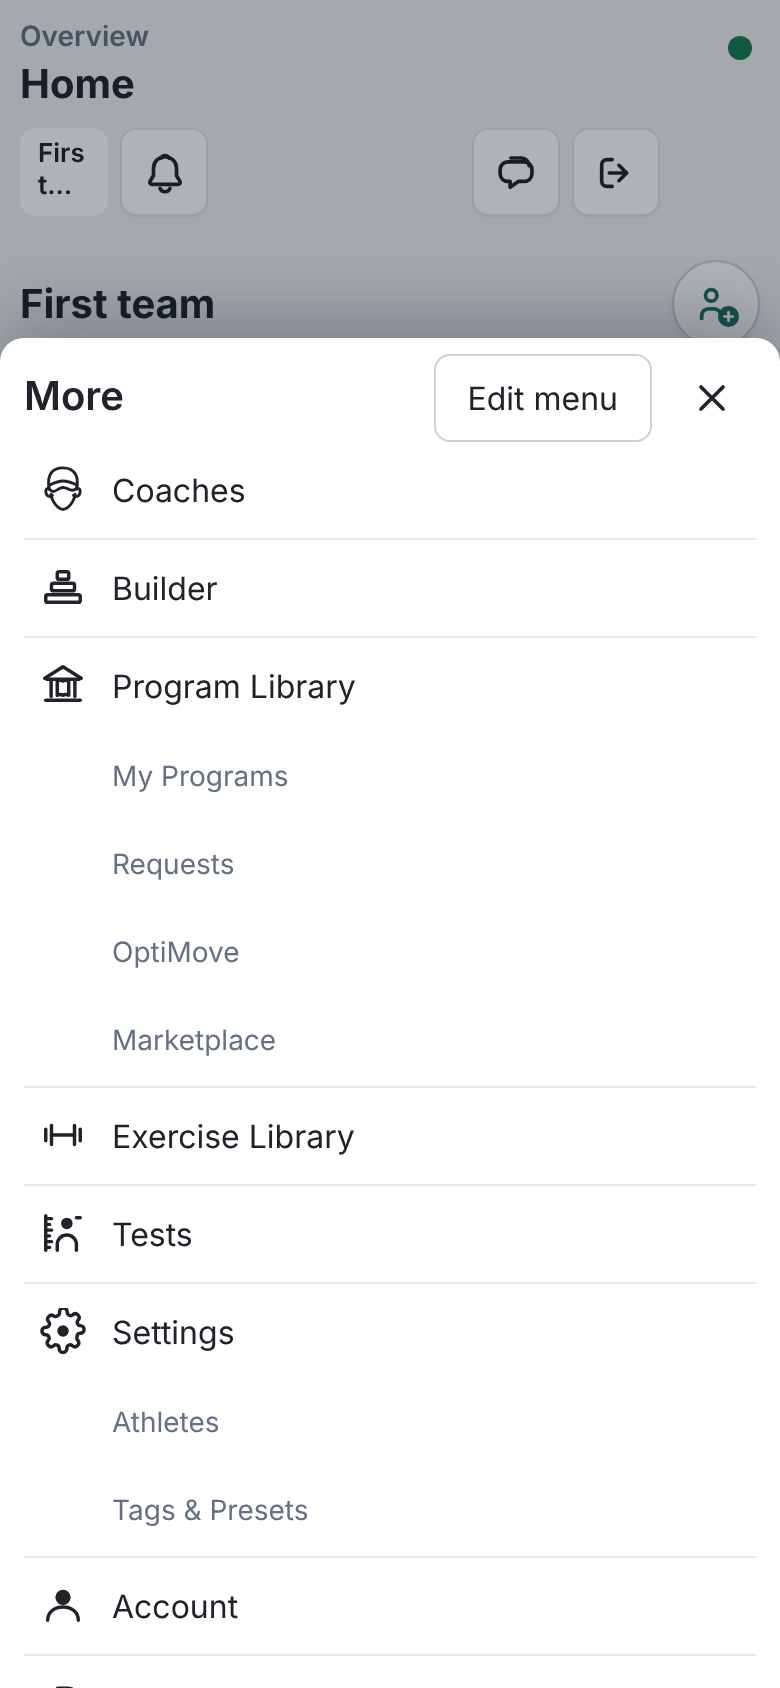 Overview
Home
Firs
t...
First team
More
Edit menu
Coaches
Builder
Program Library
My Programs
Requests
OptiMove
Marketplace
Exercise Library
Tests
Settings
Athletes
Tags & Presets
Account